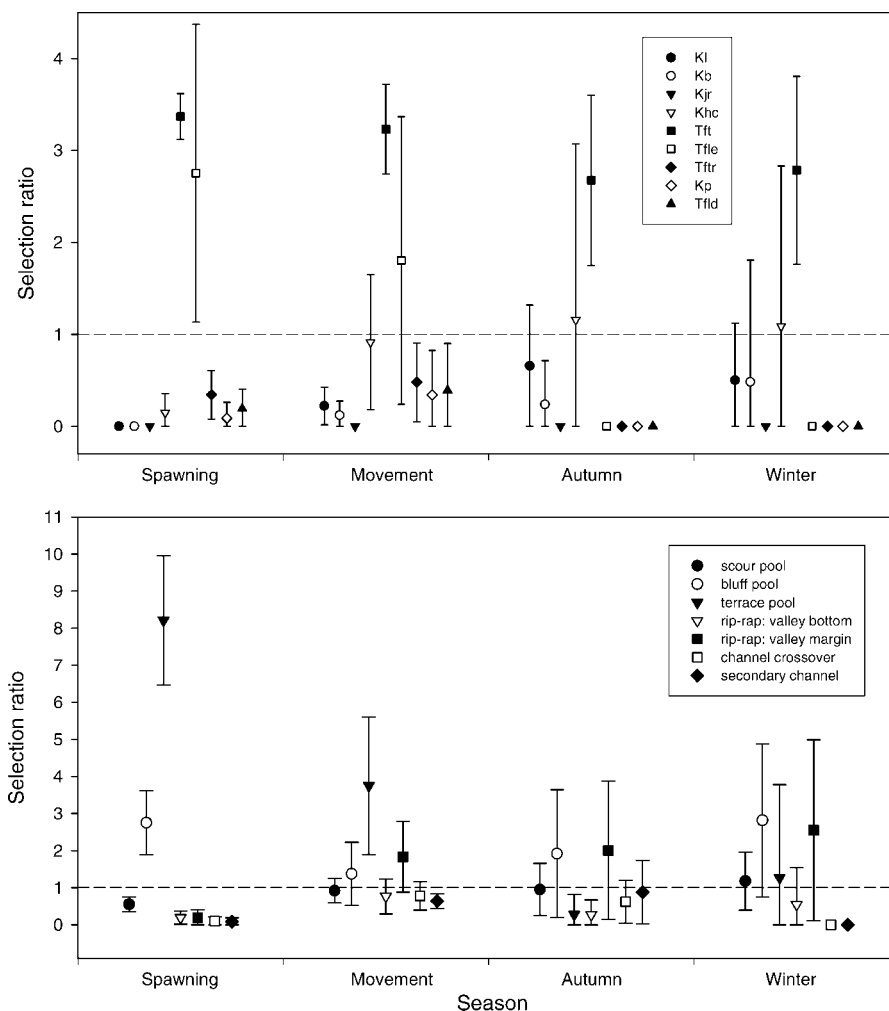 4
3
2
1
0
Selection ratio
Kl
Kb
Kjr
Khc
Tft
Tfle
Tftr
Kp
Tfld
Spawning Movement Autumn Winter
11
10
9
8
7
6
5
4
3
2
1
0
Selection ratio
scour pool
bluff pool
terrace pool
rip-rap: valley bottom
rip-rap: valley margin
channel crossover
secondary channel
Spawning Movement Autumn Winter
Season